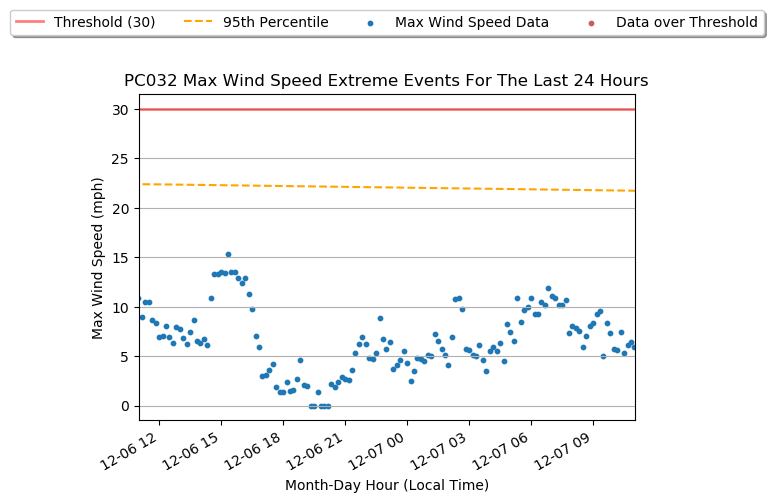 Threshold (30) 95th Percentile Max Wind Speed Data Data over Threshold
PC032 Max Wind Speed Extreme Events For The Last 24 Hours
Max Wind Speed (mph)
30
25
20
15
10
5
0
12-06 12 12-06 15 12-06 18 12-06 21 12-07 00 12-07 03 12-07 06 12-07 09
Month-Day Hour (Local Time)